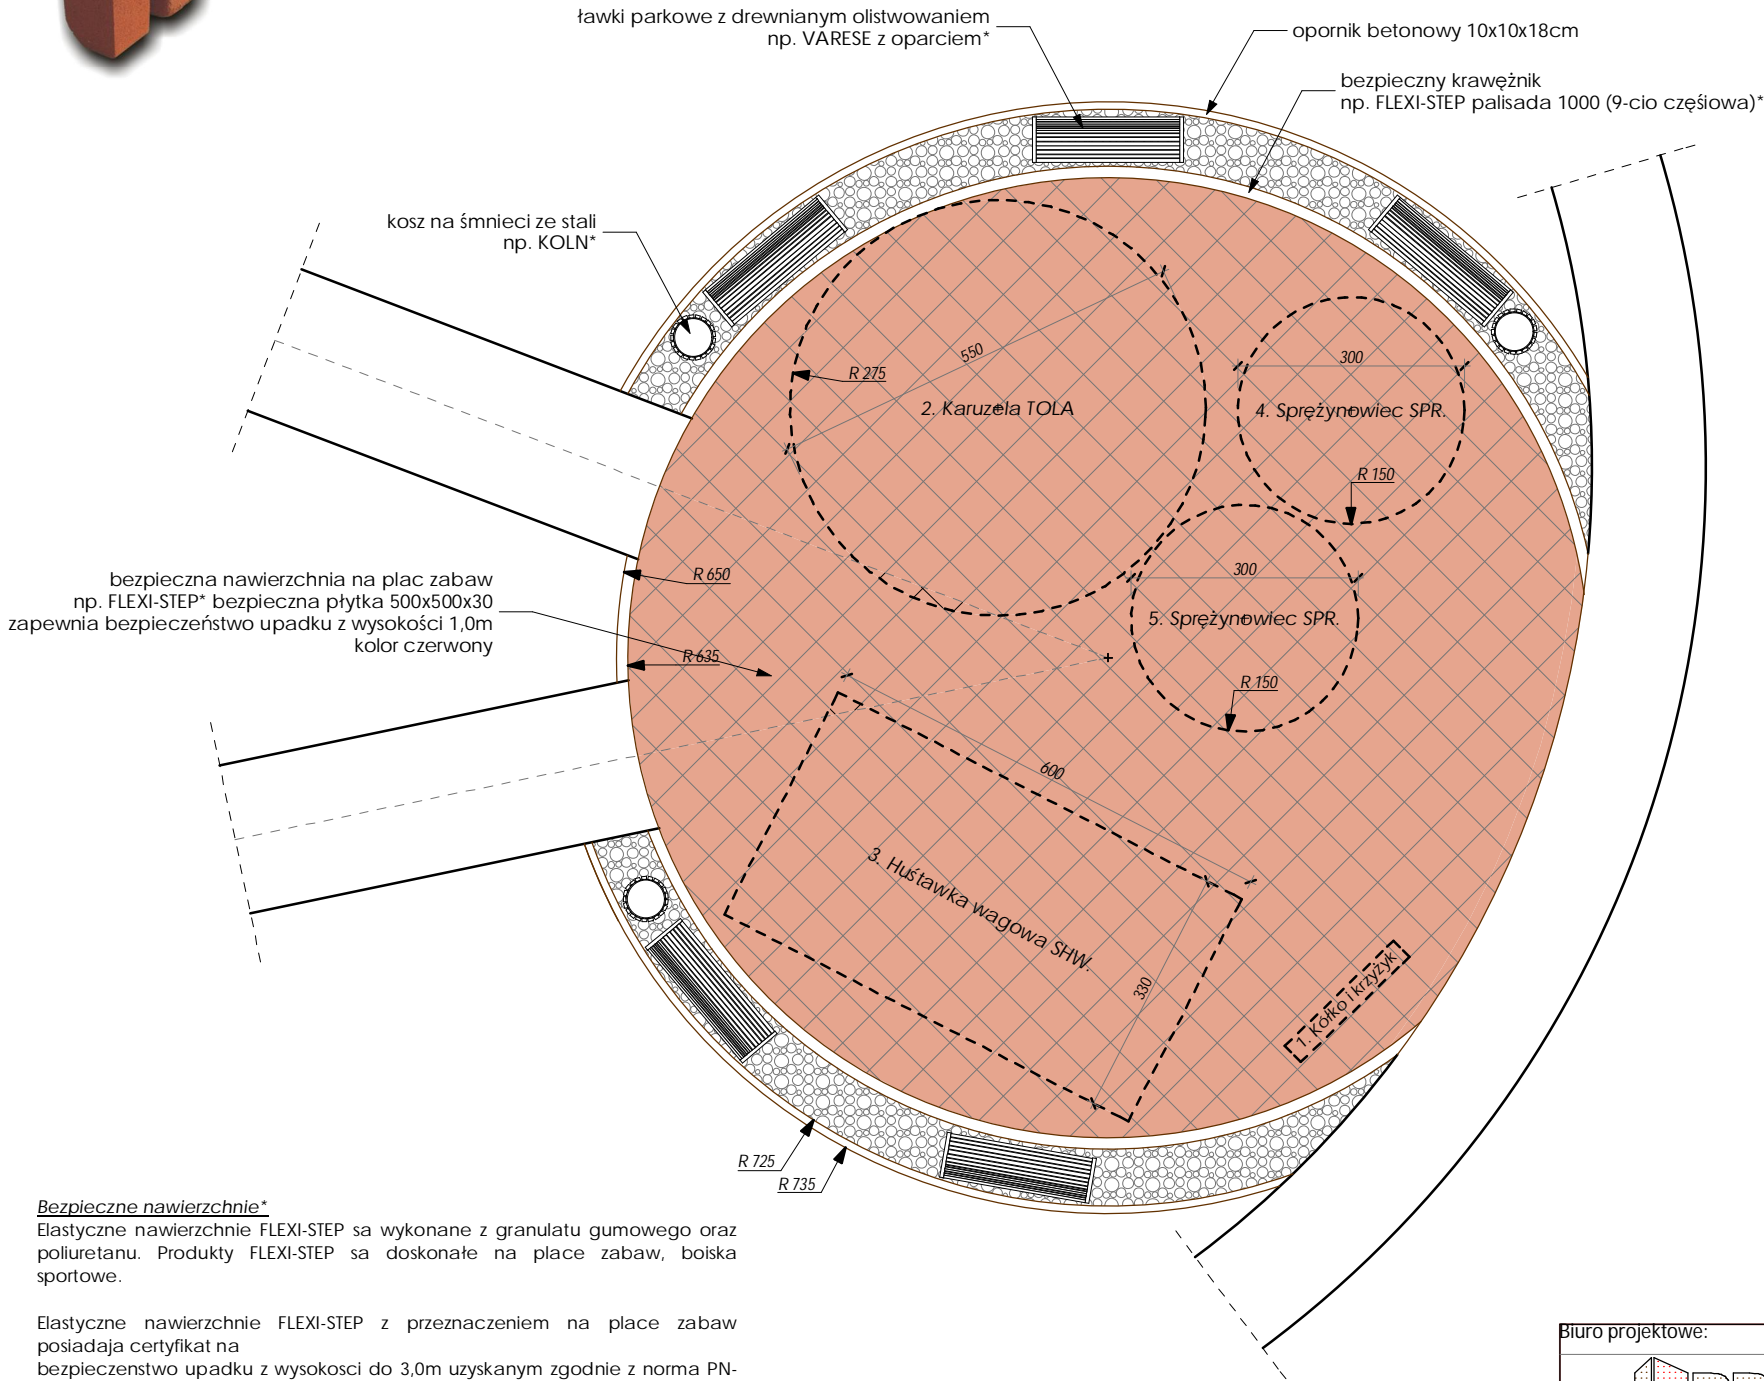 ławki parkowe z drewnianym olistwowaniem
np. VARESE z oparciem*
opornik betonowy 10x10x18cm
bezpieczny krawężnik
np. FLEXI-STEP palisada 1000 (9-cio częśiowa)*
kosz na śmnieci ze stali
np. KOLN*
550
R 275
2. Karuzela TOLA
300
4. Sprężynowiec SPR.
R 150
300
5. Sprężynowiec SPR.
R 150
bezpieczna nawierzchnia na plac zabaw
np. FLEXI-STEP* bezpieczna płytka 500x500x30
zapewnia bezpieczeństwo upadku z wysokości 1,0m
kolor czerwony
R 650
R 635
600
3. Huśtawka wagowa SHW.
330
1. Kółko i krzyżyk
R 725
R 735
Bezpieczne nawierzchnie*
Elastyczne nawierzchnie FLEXI-STEP sa wykonane z granulatu gumowego oraz
poliuretanu. Produkty FLEXI-STEP sa doskonałe na place zabaw, boiska
sportowe.
Elastyczne nawierzchnie FLEXI-STEP z przeznaczeniem na place zabaw
posiadaja certyfikat na
bezpieczenstwo upadku z wysokosci do 3,0m uzyskanym zgodnie z norma PN-
Biuro projektowe: